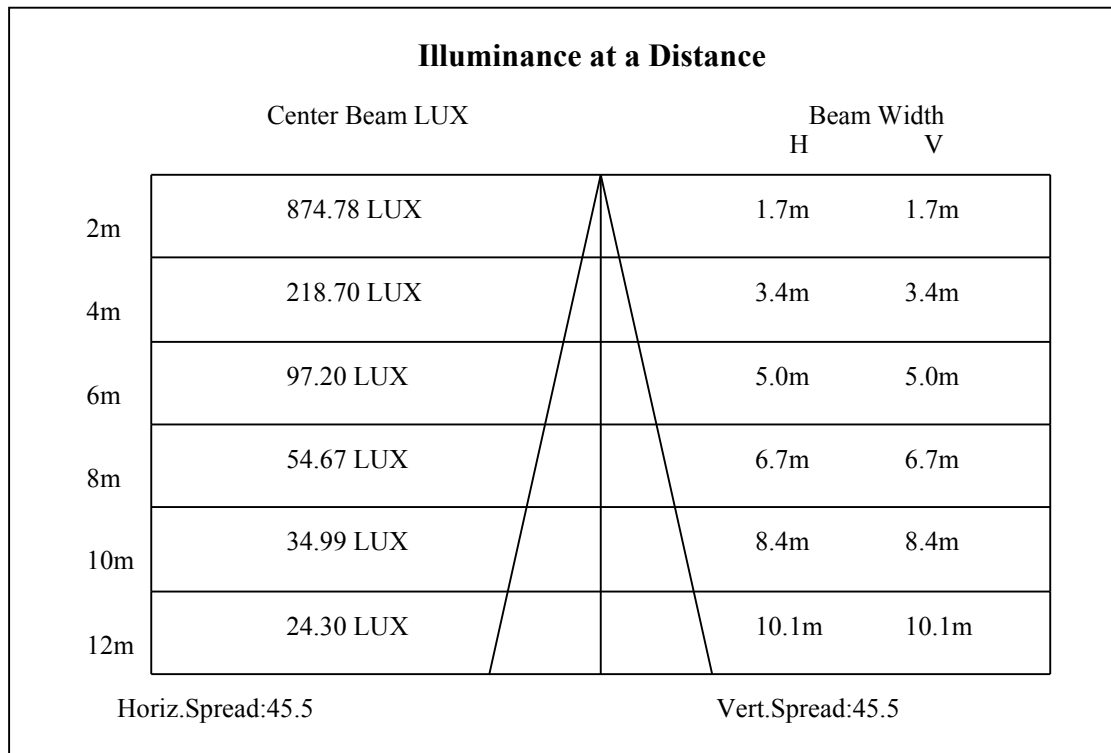 Illuminance at a Distance
Center Beam LUX Beam Width
H V
2m 874.78 LUX 1.7m 1.7m
4m 218.70 LUX 3.4m 3.4m
6m 97.20 LUX 5.0m 5.0m
8m 54.67 LUX 6.7m 6.7m
10m 34.99 LUX 8.4m 8.4m
12m 24.30 LUX 10.1m 10.1m
Horiz.Spread:45.5 Vert.Spread:45.5